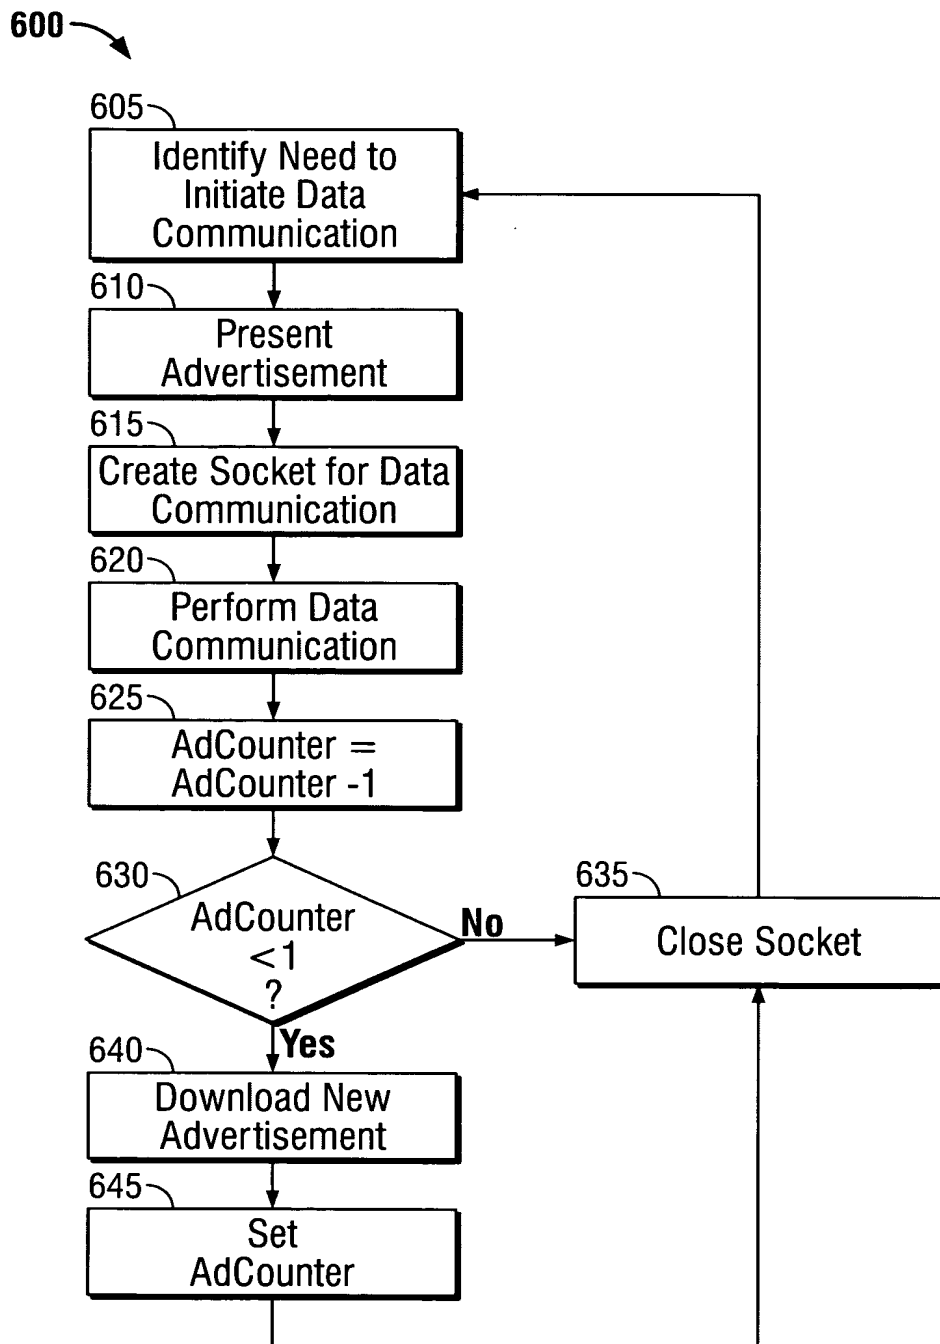 600
605
Identify Need to
Initiate Data
Communication
610
Present
Advertisement
615
Create Socket for Data
Communication
620
Perform Data
Communication
625
AdCounter =
AdCounter -1
630
AdCounter
<1
?
No
635
Close Socket
Yes
640
Download New
Advertisement
645
Set
AdCounter